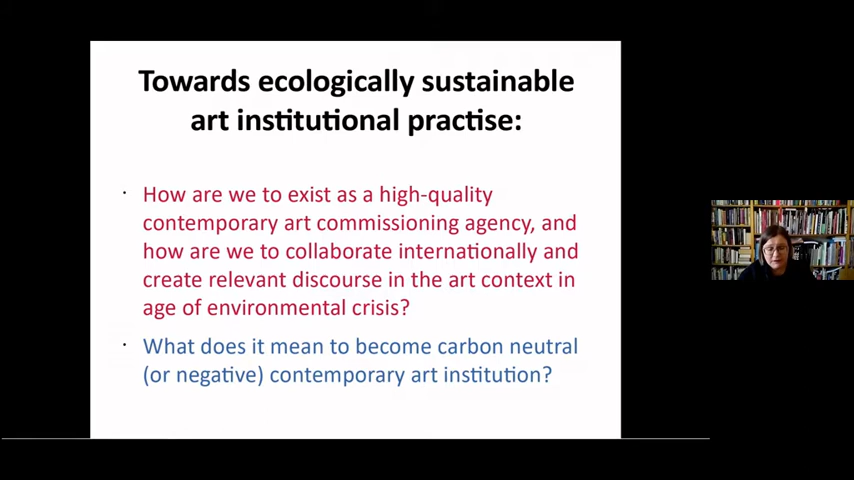 Towards ecologically sustainable
art institutional practise:
· How are we to exist as a high-quality
contemporary art commissioning agency, and
how are we to collaborate internationally and
create relevant discourse in the art context in
age of environmental crisis?
· What does it mean to become carbon neutral
(or negative) contemporary art institution?